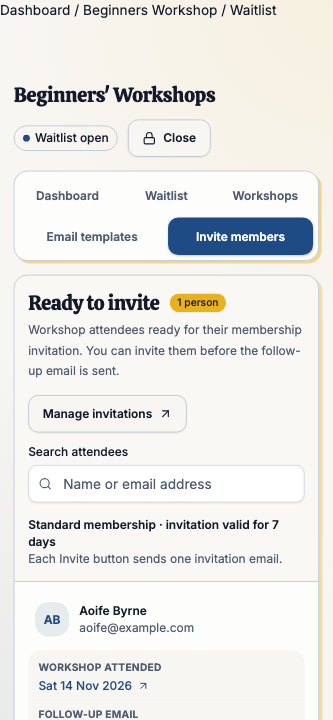 Dashboard / Beginners Workshop / Waitlist
Beginners' Workshops
Waitlist open
Close
Dashboard
Waitlist
Workshops
Email templates
Invite members
Ready to invite
1 person
Workshop attendees ready for their membership
invitation. You can invite them before the follow-
up email is sent.
Manage invitations
Search attendees
Name or email address
Standard membership · invitation valid for 7
days
Each Invite button sends one invitation email.
AB
Aoife Byrne
aoife@example.com
WORKSHOP ATTENDED
Sat 14 Nov 2026
FOLLOW-UP EMAIL